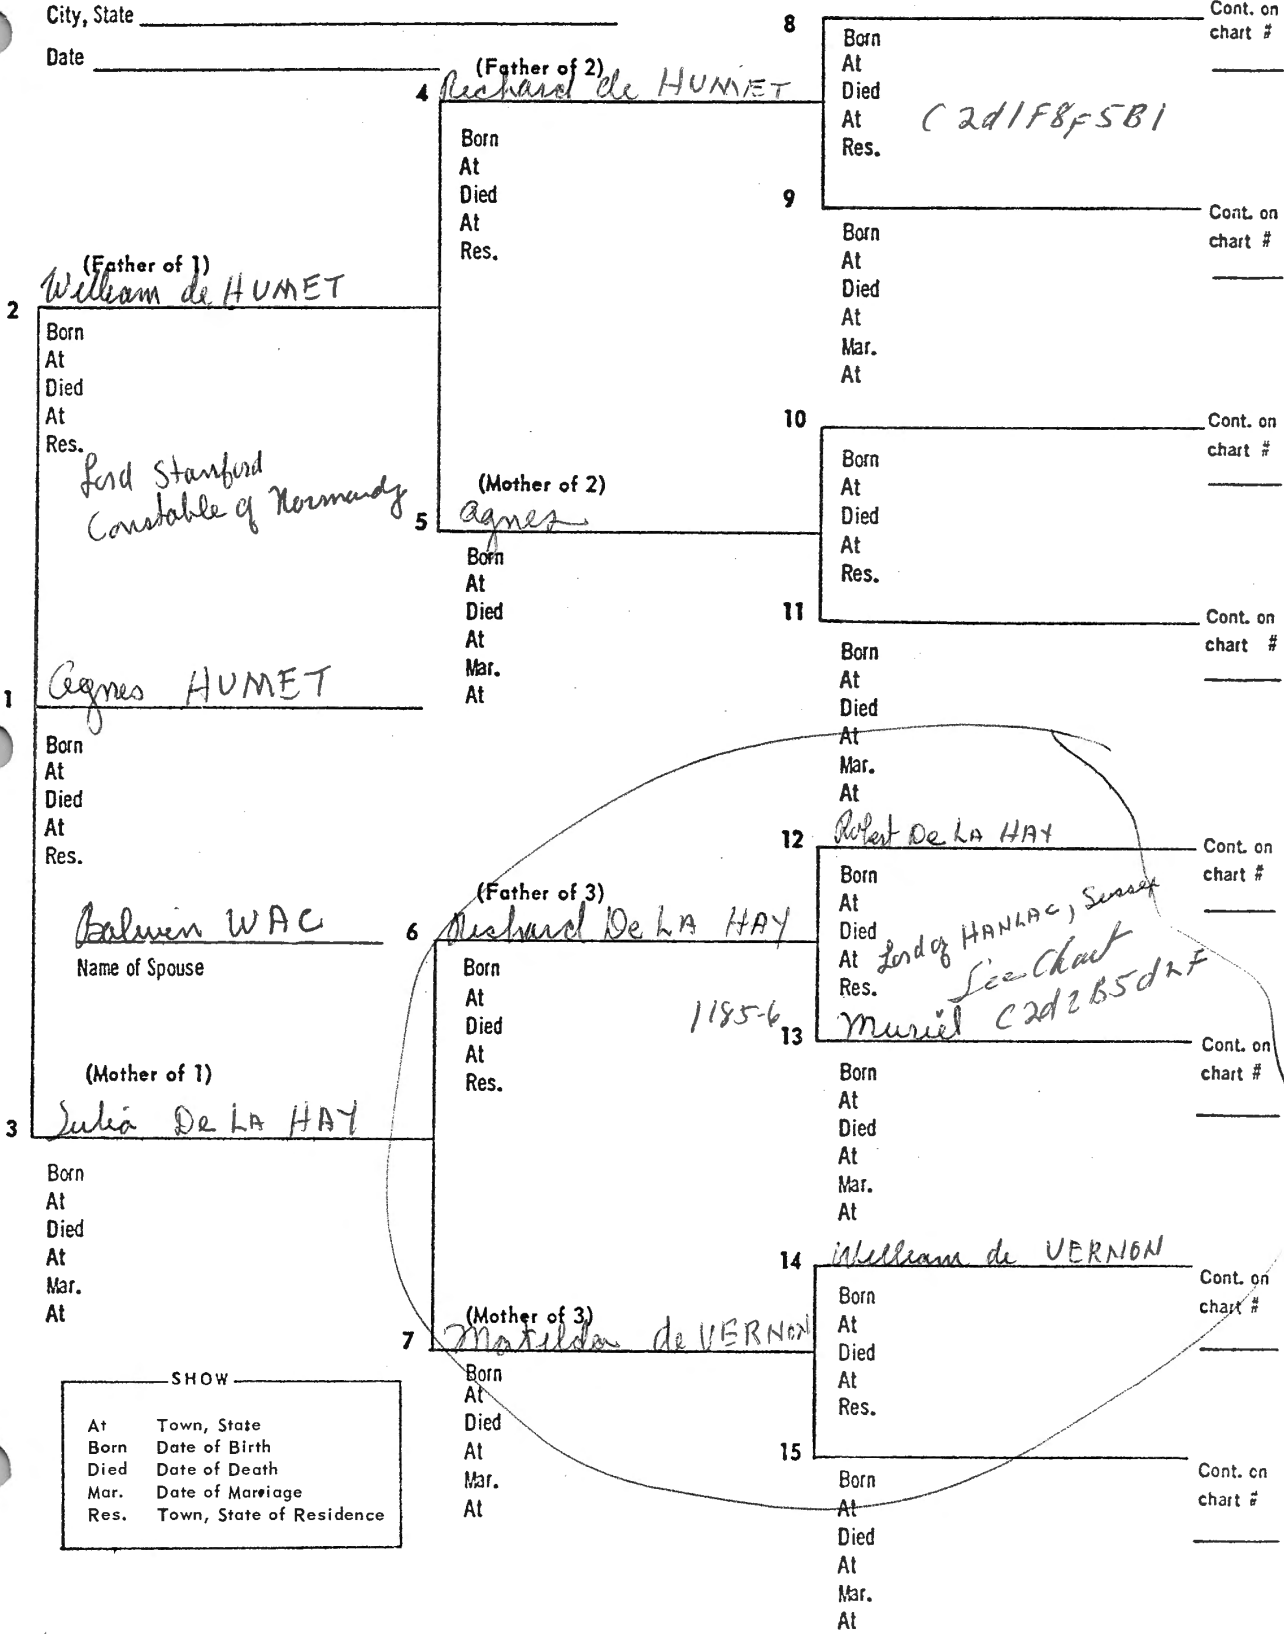 City, State
Date
(Father of 2)
4 Richard de HUMET
Born
At
Died
At
Res.
8
Cont. on
chart #
Born
At
Died
At
Res.
C2d1F8F5B1
9
Cont. on
chart #
Born
At
Died
At
Mar.
At
(Father of 1)
2 William de HUMET
Born
At
Died
At
Res.
Lord Stanford
Constable of Normandy
(Mother of 2)
5 Agnes
Born
At
Died
At
Mar.
At
10
Cont. on
chart #
Born
At
Died
At
Res.
11
Cont. on
chart #
Born
At
Died
At
Mar.
At
1 Agnes HUMET
Born
At
Died
At
Res.
Balwin WAC
Name of Spouse
(Father of 3)
6 Richard De LA HAY
Born
At
Died
At
Res.
1185-6
12 Robert De LA HAY
Cont. on
chart #
Born
At
Died
At
Res.
Lord of HANLAC, Sussex
See Chart
C2d2B5d2F
13 Muriel
Cont. on
chart #
Born
At
Died
At
Mar.
At
(Mother of 1)
3 Julia De LA HAY
Born
At
Died
At
Mar.
At
(Mother of 3)
7 Matilda de VERNON
Born
At
Died
At
Mar.
At
14 William de VERNON
Cont. on
chart #
Born
At
Died
At
Res.
15
Cont. on
chart #
Born
At
Died
At
Mar.
At
SHOW
At Town, State
Born Date of Birth
Died Date of Death
Mar. Date of Marriage
Res. Town, State of Residence